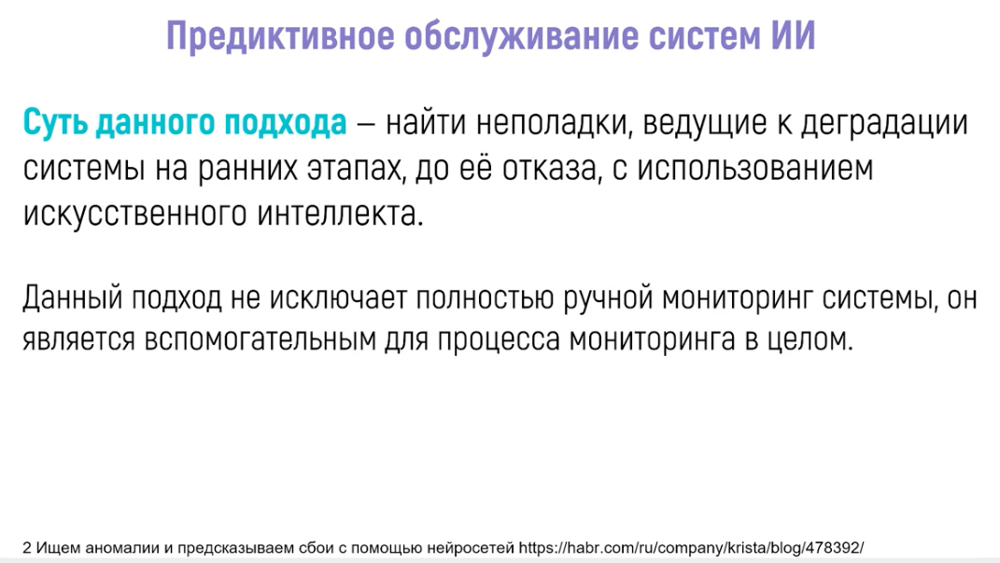 Предиктивное обслуживание систем ИИ
Суть данного подхода – найти неполадки, ведущие к деградации
системы на ранних этапах, до её отказа, с использованием
искусственного интеллекта.
Данный подход не исключает полностью ручной мониторинг системы, он
является вспомогательным для процесса мониторинга в целом.
2 Ищем аномалии и предсказываем сбои с помощью нейросетей https://habr.com/ru/company/krista/blog/478392/